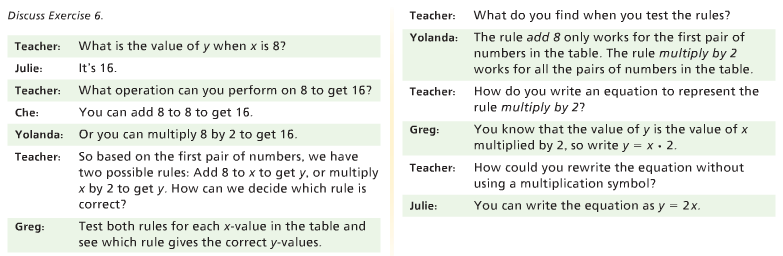 Discuss Exercise 6.
Teacher: What is the value of y when x is 8?
Julie: It's 16.
Teacher: What operation can you perform on 8 to get 16?
Che: You can add 8 to 8 to get 16.
Yolanda: Or you can multiply 8 by 2 to get 16.
Teacher: So based on the first pair of numbers, we have
two possible rules: Add 8 to x to get y, or multiply
x by 2 to get y. How can we decide which rule is
correct?
Greg: Test both rules for each x-value in the table and
see which rule gives the correct y-values.
Teacher: What do you find when you test the rules?
Yolanda: The rule add 8 only works for the first pair of
numbers in the table. The rule multiply by 2
works for all the pairs of numbers in the table.
Teacher: How do you write an equation to represent the
rule multiply by 2?
Greg: You know that the value of y is the value of x
multiplied by 2, so write y = x · 2.
Teacher: How could you rewrite the equation without
using a multiplication symbol?
Julie: You can write the equation as y = 2x.